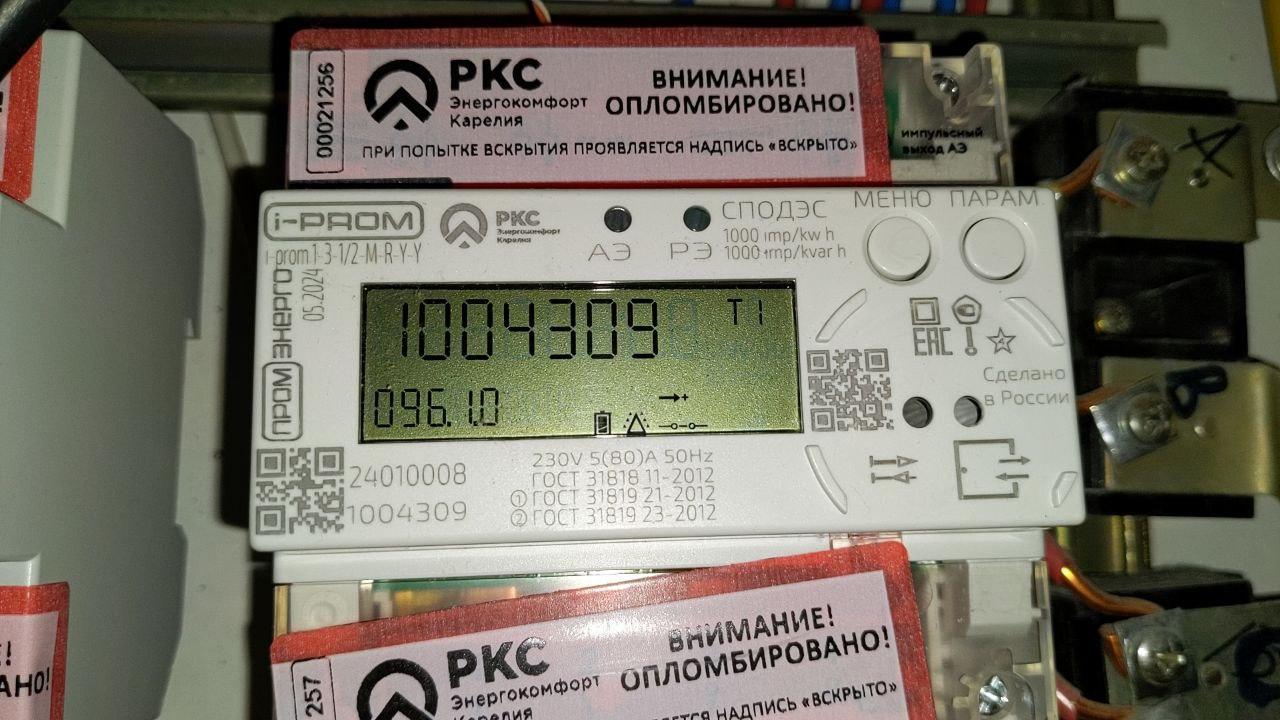 00021256
РКС
Энергокомфорт
Карелия
ВНИМАНИЕ!
ОПЛОМБИРОВАНО!
ПРИ ПОПЫТКЕ ВСКРЫТИЯ ПРОЯВЛЯЕТСЯ НАДПИСЬ «ВСКРЫТО»
импульсный
выход АЭ
A
i-PROM
РКС
Энергокомфорт
Карелия
i-prom.1-3-1/2-M-R-Y-Y
АЭ
РЭ
СПОДЭС
1000 imp/kw h
1000 imp/kvar h
МЕНЮ
ПАРАМ.
ПРОМЭНЕРГО
05.2024
1004309
T1
096.1.0
EAC
Сделано
в России
B
24010008
1004309
230V 5(80)A 50Hz
ГОСТ 31818 11-2012
1 ГОСТ 31819 21-2012
2 ГОСТ 31819 23-2012
257
РКС
Энергокомфорт
Карелия
ВНИМАНИЕ!
ОПЛОМБИРОВАНО!
НАДПИСЬ «ВСКРЫТО»